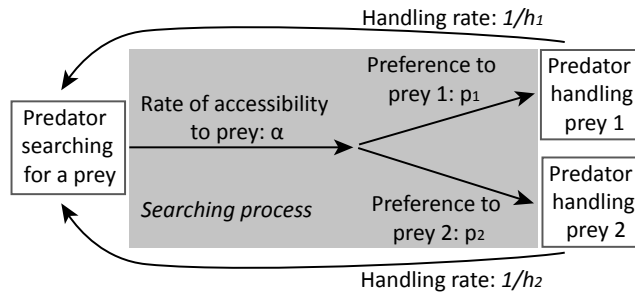 Handling rate: 1/h₁
Preference to
prey 1: p₁
Predator
handling
prey 1
Rate of accessibility
to prey: α
Predator
searching
for a prey
Searching process
Preference to
prey 2: p₂
Predator
handling
prey 2
Handling rate: 1/h₂